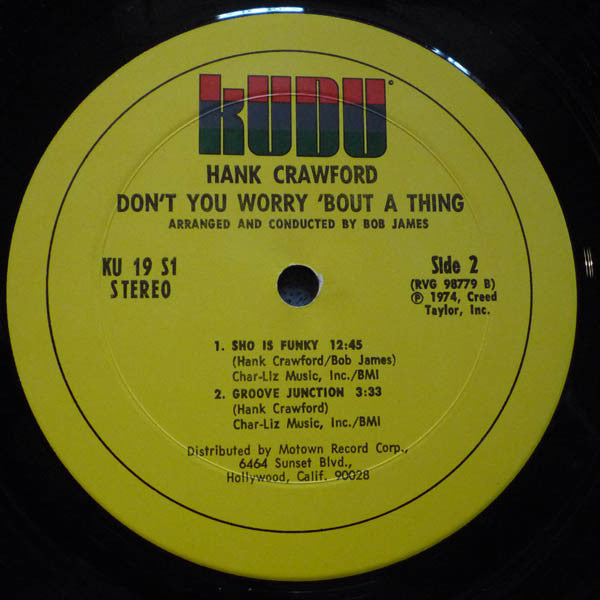 KUDU ©
HANK CRAWFORD
DON'T YOU WORRY 'BOUT A THING
ARRANGED AND CONDUCTED BY BOB JAMES
KU 19 S1
STEREO
Side 2
(RVG 98779 B)
℗ 1974, Creed
Taylor, Inc.
1. SHO IS FUNKY 12:45
(Hank Crawford/Bob James)
Char-Liz Music, Inc./BMI
2. GROOVE JUNCTION 3:33
(Hank Crawford)
Char-Liz Music, Inc./BMI
Distributed by Motown Record Corp.,
6464 Sunset Blvd.,
Hollywood, Calif. 90028